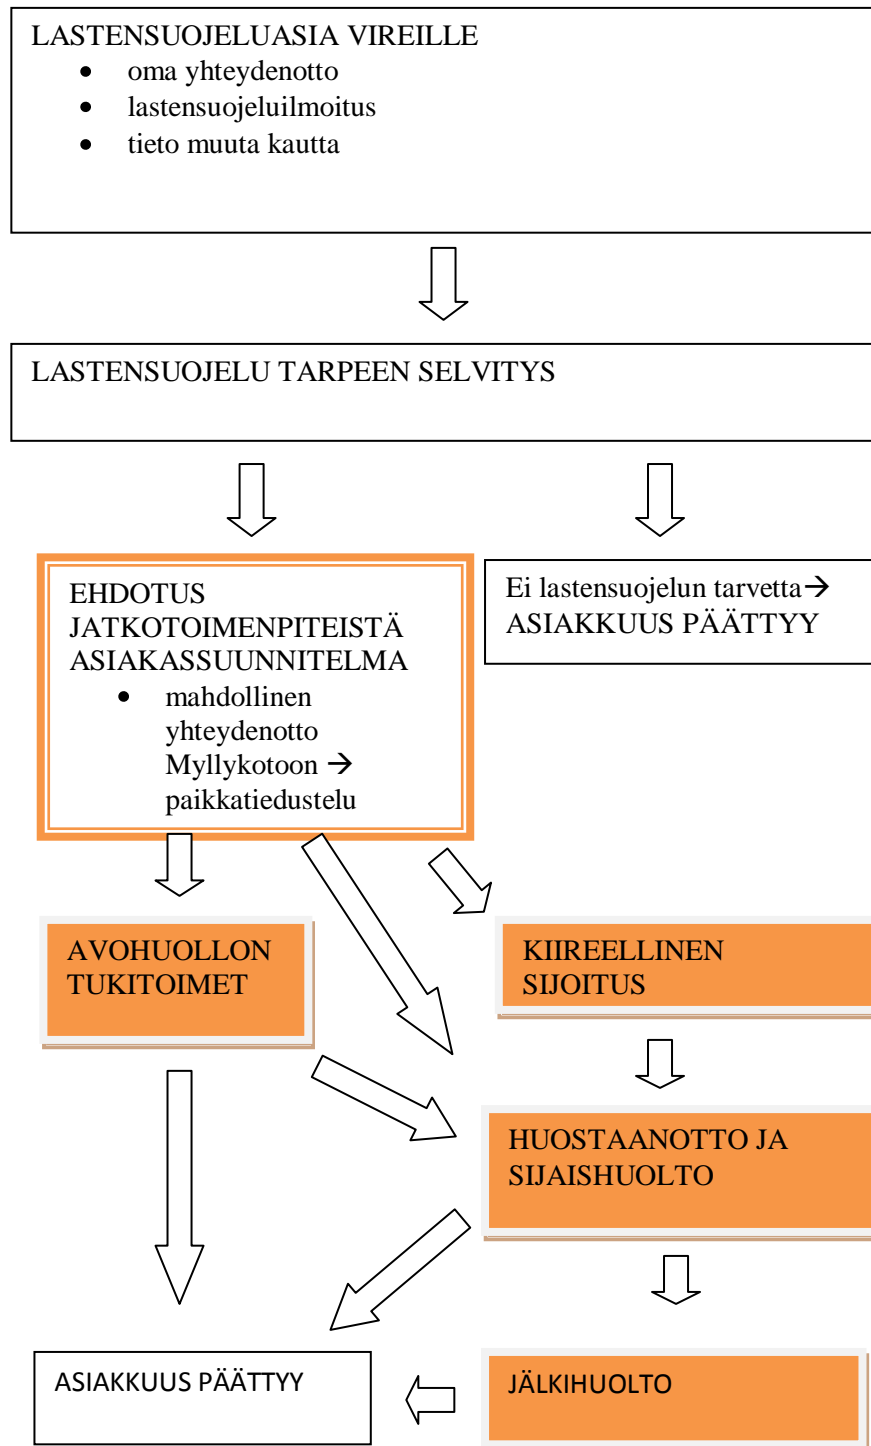 LASTENSUOJELUASIA VIREILLE
• oma yhteydenotto
• lastensuojeluilmoitus
• tieto muuta kautta
LASTENSUOJELU TARPEEN SELVITYS
EHDOTUS
JATKOTOIMENPITEISTÄ
ASIAKASSUUNNITELMA
• mahdollinen
yhteydenotto
Myllykotoon →
paikkatiedustelu
Ei lastensuojelun tarvetta→
ASIAKKUUS PÄÄTTYY
AVOHUOLLON
TUKITOIMET
KIIREELLINEN
SIJOITUS
HUOSTAANOTTO JA
SIJAISHUOLTO
ASIAKKUUS PÄÄTTYY
JÄLKIHUOLTO